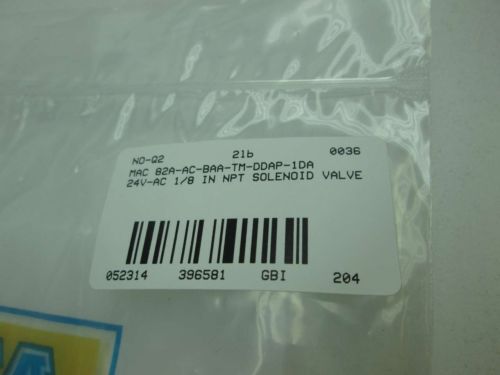 NO-Q2 2lb 0036
MAC 82A-AC-BAA-TM-DDAP-1DA
24V-AC 1/8 IN NPT SOLENOID VALVE
052314 396581 GBI 204